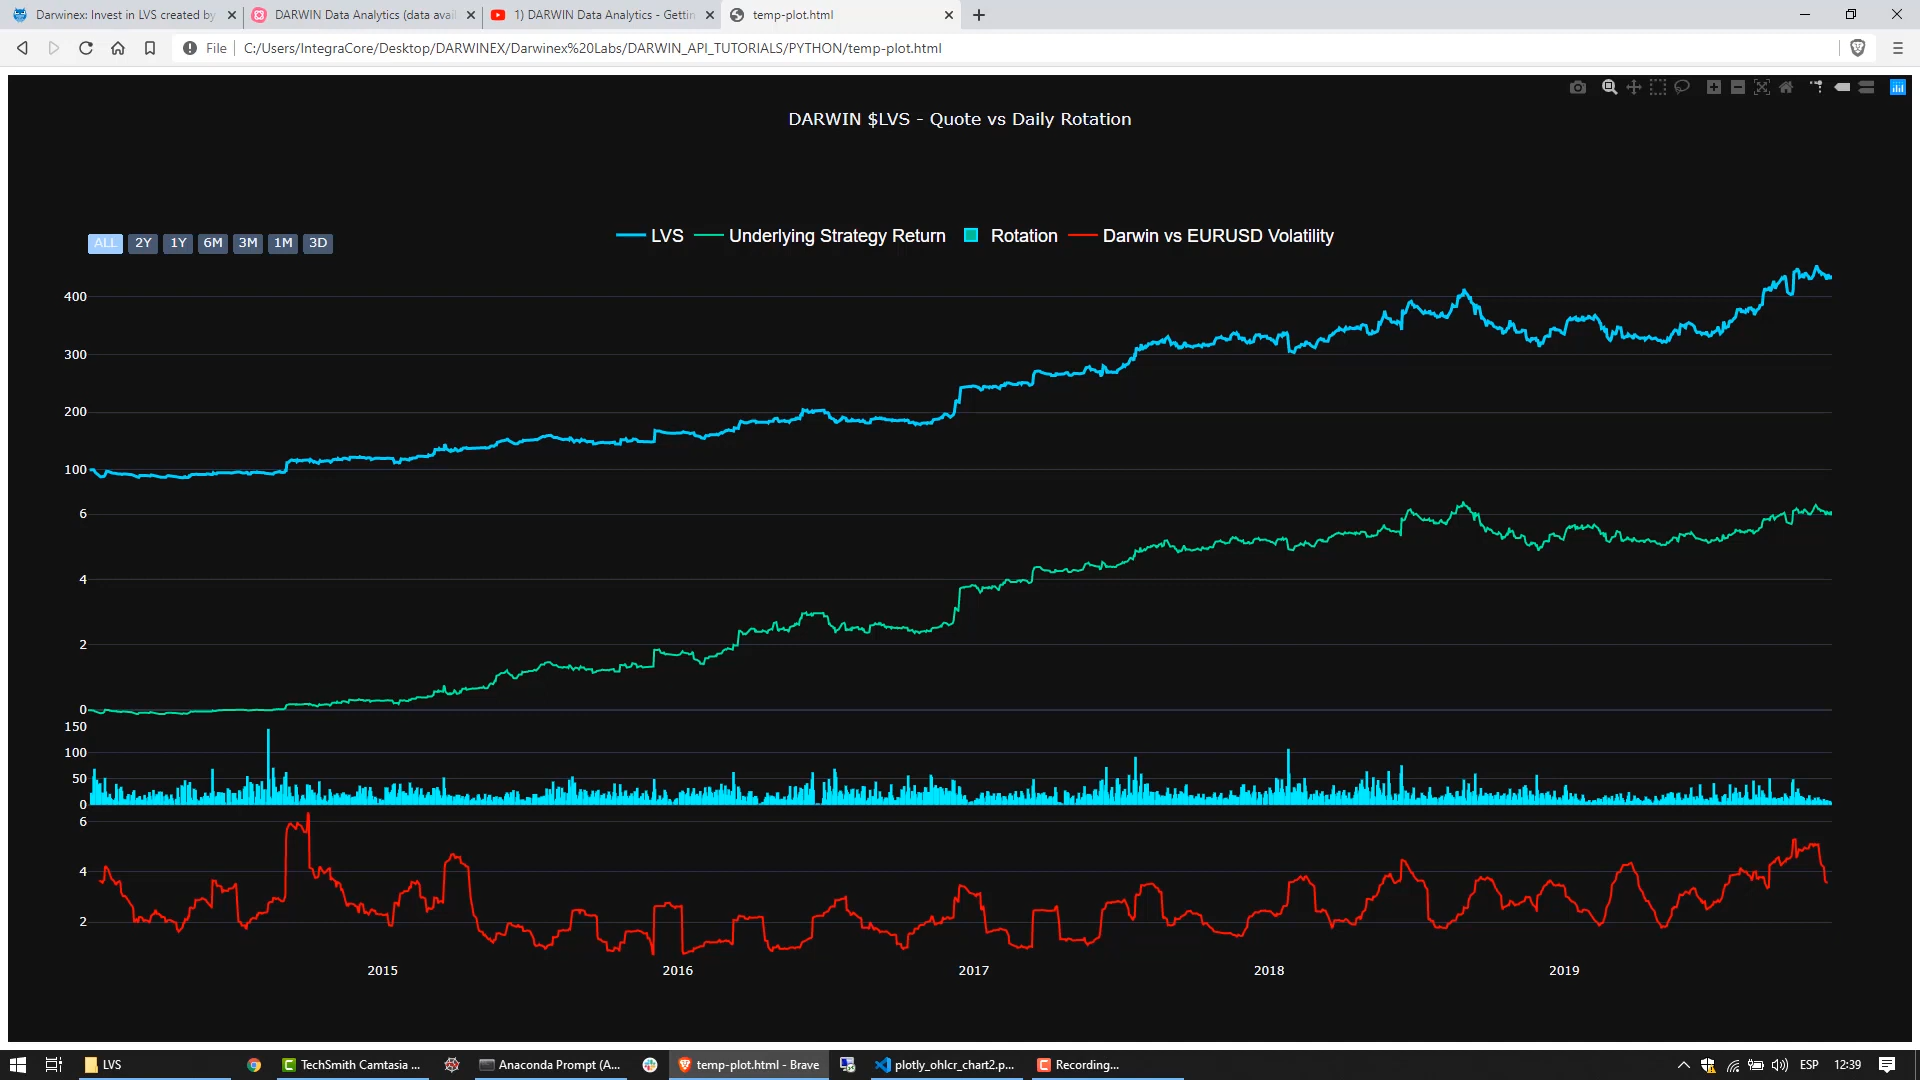 Darwinex: Invest in LVS created by
DARWIN Data Analytics (data avail
1) DARWIN Data Analytics - Gettin
temp-plot.html
File
C:/Users/IntegraCore/Desktop/DARWINEX/Darwinex%20Labs/DARWIN_API_TUTORIALS/PYTHON/temp-plot.html
DARWIN $LVS - Quote vs Daily Rotation
ALL 2Y 1Y 6M 3M 1M 3D
LVS Underlying Strategy Return Rotation Darwin vs EURUSD Volatility
400
300
200
100
6
4
2
0
150
100
50
0
6
4
2
2015 2016 2017 2018 2019
LVS
TechSmith Camtasia ...
Anaconda Prompt (A...
temp-plot.html - Brave
plotly_ohlcr_chart2.p...
Recording...
ESP
12:39